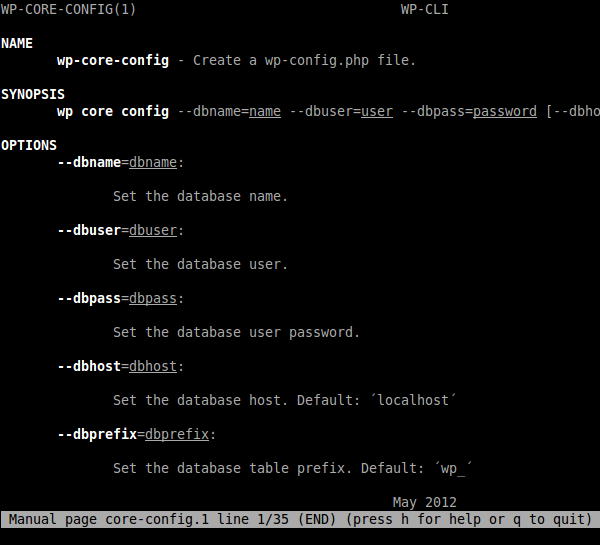 WP-CORE-CONFIG(1) WP-CLI
NAME
wp-core-config - Create a wp-config.php file.
SYNOPSIS
wp core config --dbname=name --dbuser=user --dbpass=password [--dbho
OPTIONS
--dbname=dbname:
Set the database name.
--dbuser=dbuser:
Set the database user.
--dbpass=dbpass:
Set the database user password.
--dbhost=dbhost:
Set the database host. Default: ´localhost´
--dbprefix=dbprefix:
Set the database table prefix. Default: ´wp_´
May 2012
Manual page core-config.1 line 1/35 (END) (press h for help or q to quit)